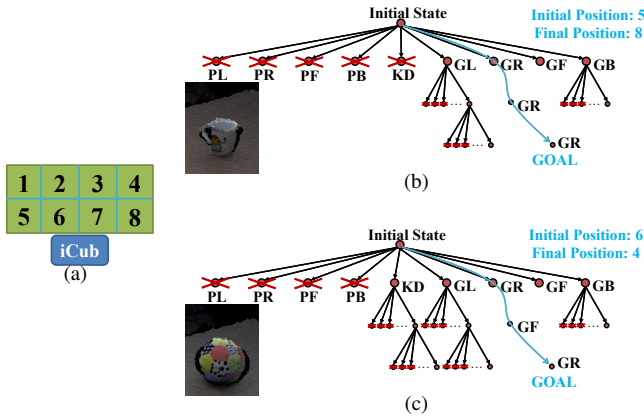 1 2 3 4
5 6 7 8
iCub
(a)
Initial State
Initial Position: 5
Final Position: 8
PL PR PF PB KD GL GR GF GB
GR
GR
GOAL
(b)
Initial State
Initial Position: 6
Final Position: 4
PL PR PF PB KD GL GR GF GB
GF
GR
GOAL
(c)